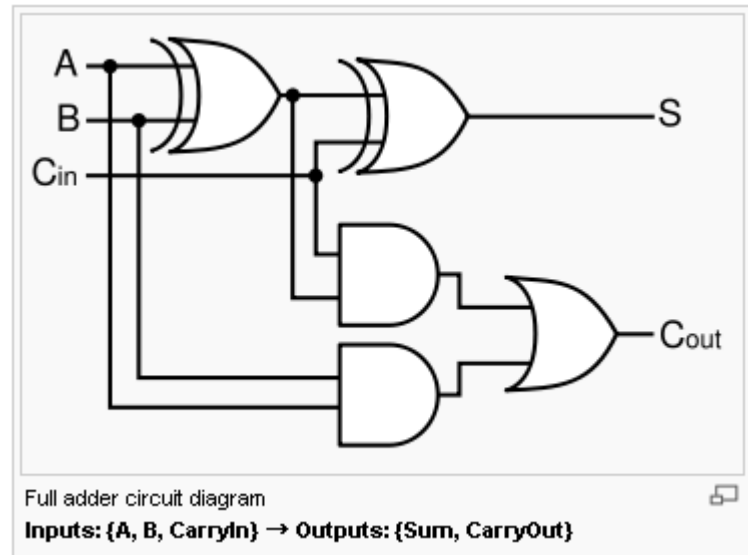 A
B
Cin
S
Cout
Full adder circuit diagram
Inputs: {A, B, CarryIn} → Outputs: {Sum, CarryOut}